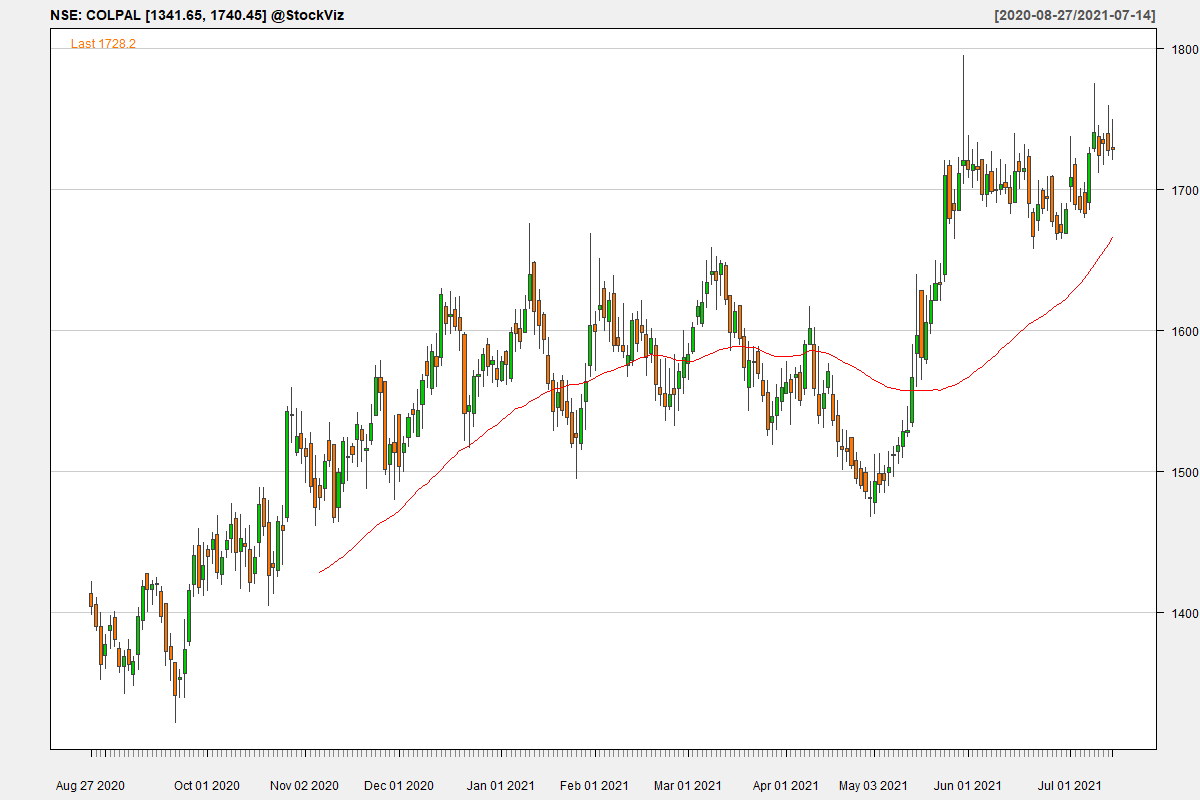 NSE: COLPAL [1341.65, 1740.45] @StockViz
[2020-08-27/2021-07-14]
Last 1728.2
1800
1700
1600
1500
1400
Aug 27 2020
Oct 01 2020
Nov 02 2020
Dec 01 2020
Jan 01 2021
Feb 01 2021
Mar 01 2021
Apr 01 2021
May 03 2021
Jun 01 2021
Jul 01 2021